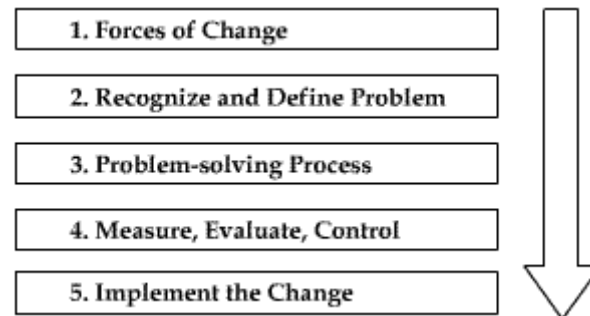 1. Forces of Change
2. Recognize and Define Problem
3. Problem-solving Process
4. Measure, Evaluate, Control
5. Implement the Change